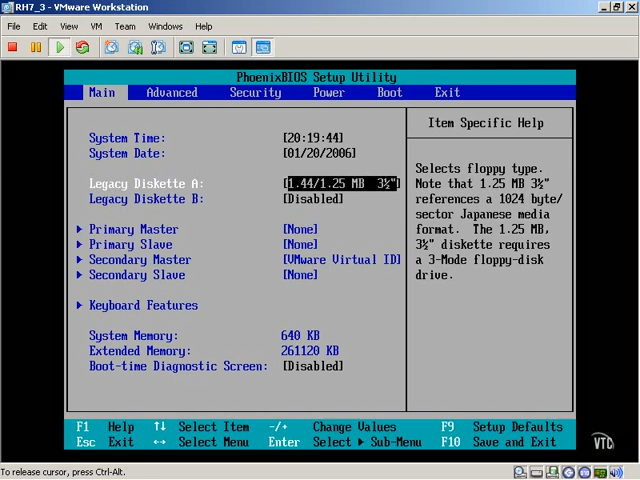 RH7_3 - VMware Workstation
File Edit View VM Team Windows Help
PhoenixBIOS Setup Utility
Main Advanced Security Power Boot Exit
Item Specific Help
System Time: [20:19:44]
System Date: [01/20/2006]
Legacy Diskette A: [1.44/1.25 MB 3½"]
Legacy Diskette B: [Disabled]
Primary Master [None]
Primary Slave [None]
Secondary Master [VMware Virtual ID]
Secondary Slave [None]
Keyboard Features
System Memory: 640 KB
Extended Memory: 261120 KB
Boot-time Diagnostic Screen: [Disabled]
Selects floppy type.
Note that 1.25 MB 3½"
references a 1024 byte/
sector Japanese media
format. The 1.25 MB,
3½" diskette requires
a 3-Mode floppy-disk
drive.
F1 Help ↑↓ Select Item -/+ Change Values F9 Setup Defaults
Esc Exit ↔ Select Menu Enter Select ▶ Sub-Menu F10 Save and Exit
VTC
To release cursor, press Ctrl-Alt.